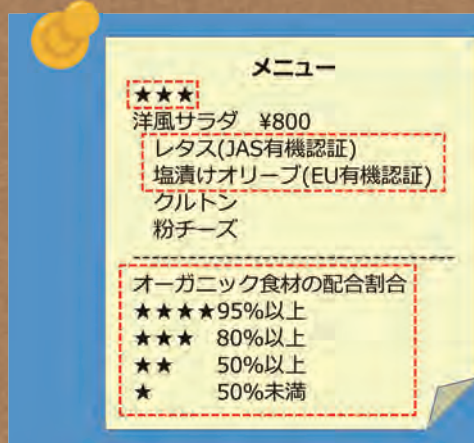 メニュー
★★★
洋風サラダ ¥800
レタス(JAS有機認証)
塩漬けオリーブ(EU有機認証)
クルトン
粉チーズ
オーガニック食材の配合割合
★★★★95%以上
★★★ 80%以上
★★ 50%以上
★ 50%未満